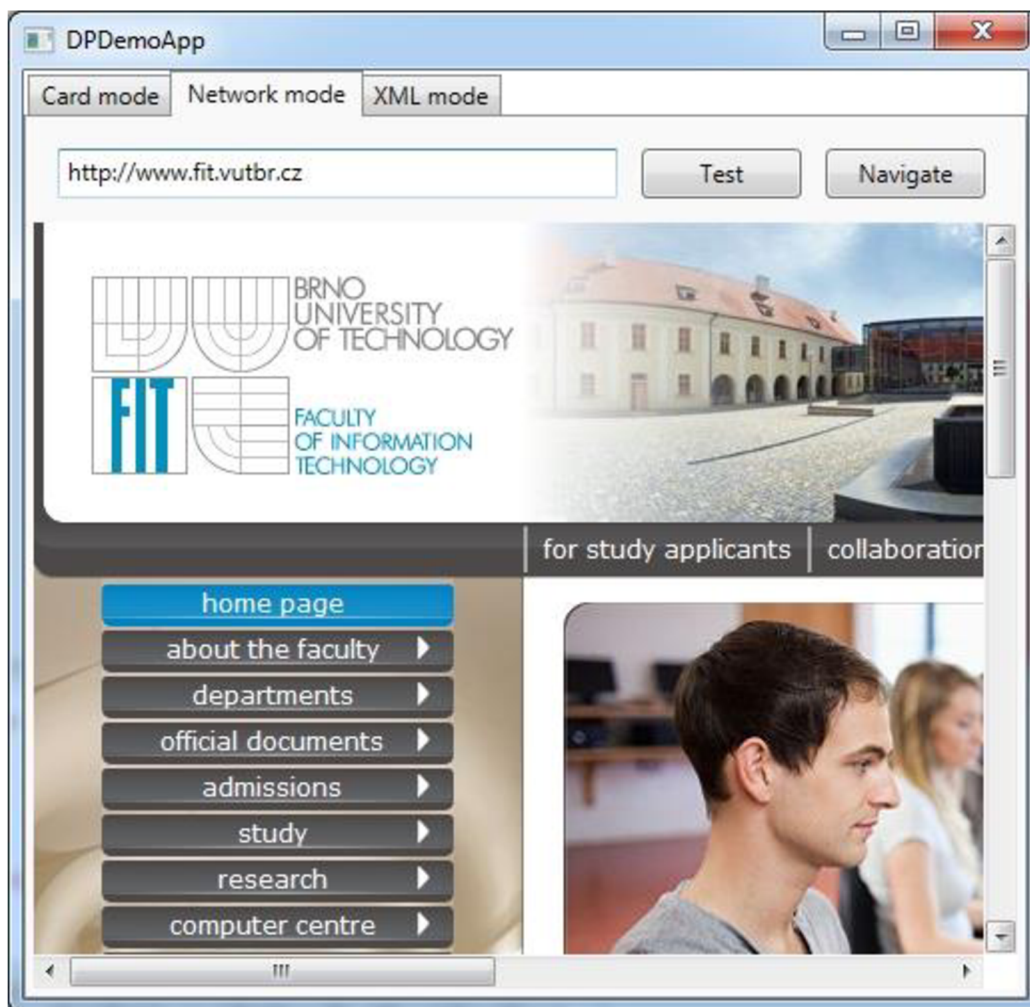 DPDemoApp
Card mode Network mode XML mode
http://www.fit.vutbr.cz Test Navigate
BRNO
UNIVERSITY
OF TECHNOLOGY
FIT
FACULTY
OF INFORMATION
TECHNOLOGY
for study applicants collaboration
home page
about the faculty
departments
official documents
admissions
study
research
computer centre